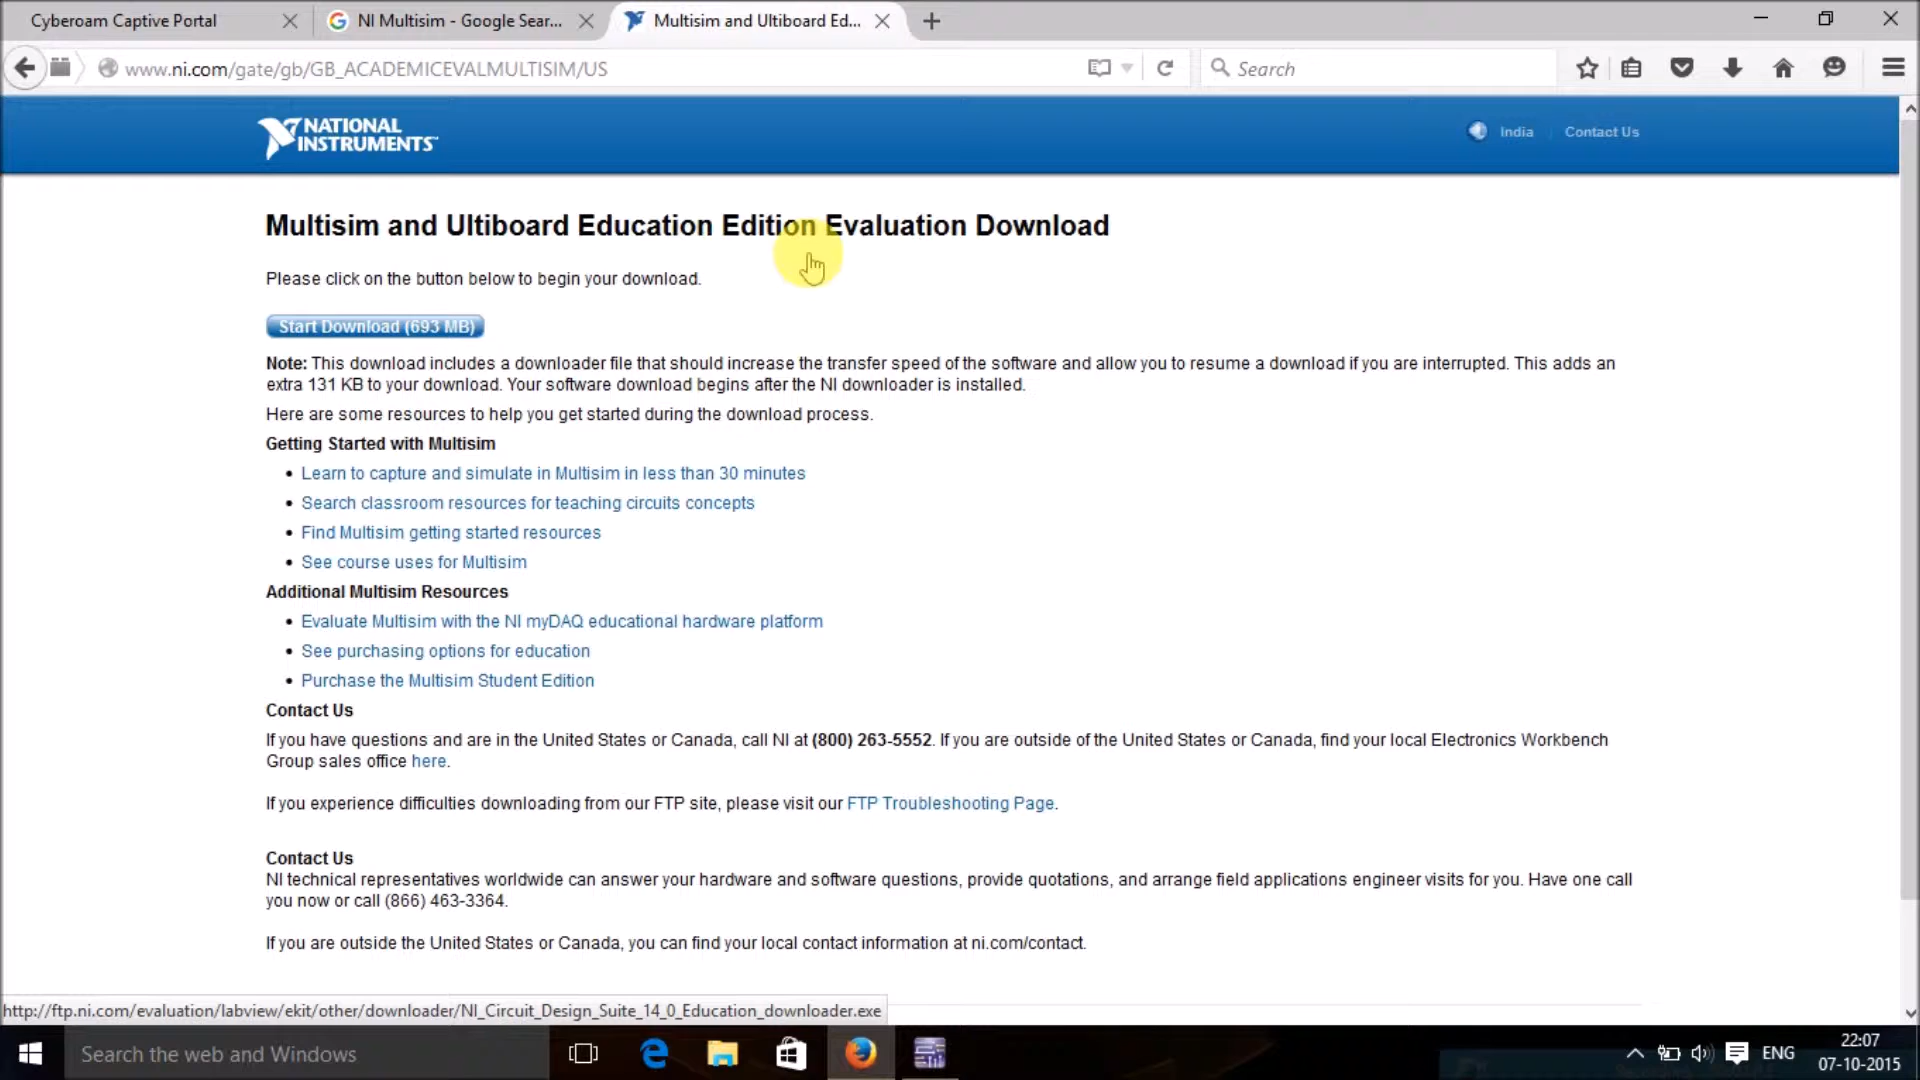 Cyberoam Captive Portal
NI Multisim - Google Sear...
Multisim and Ultiboard Ed...
www.ni.com/gate/gb/GB_ACADEMICEVALMULTISIM/US
Search
NATIONAL
INSTRUMENTS
India
Contact Us
Multisim and Ultiboard Education Edition Evaluation Download
Please click on the button below to begin your download.
Start Download (693 MB)
Note: This download includes a downloader file that should increase the transfer speed of the software and allow you to resume a download if you are interrupted. This adds an
extra 131 KB to your download. Your software download begins after the NI downloader is installed.
Here are some resources to help you get started during the download process.
Getting Started with Multisim
• Learn to capture and simulate in Multisim in less than 30 minutes
• Search classroom resources for teaching circuits concepts
• Find Multisim getting started resources
• See course uses for Multisim
Additional Multisim Resources
• Evaluate Multisim with the NI myDAQ educational hardware platform
• See purchasing options for education
• Purchase the Multisim Student Edition
Contact Us
If you have questions and are in the United States or Canada, call NI at (800) 263-5552. If you are outside of the United States or Canada, find your local Electronics Workbench
Group sales office here.
If you experience difficulties downloading from our FTP site, please visit our FTP Troubleshooting Page.
Contact Us
NI technical representatives worldwide can answer your hardware and software questions, provide quotations, and arrange field applications engineer visits for you. Have one call
you now or call (866) 463-3364.
If you are outside the United States or Canada, you can find your local contact information at ni.com/contact.
http://ftp.ni.com/evaluation/labview/ekit/other/downloader/NI_Circuit_Design_Suite_14_0_Education_downloader.exe
Search the web and Windows
ENG
22:07
07-10-2015